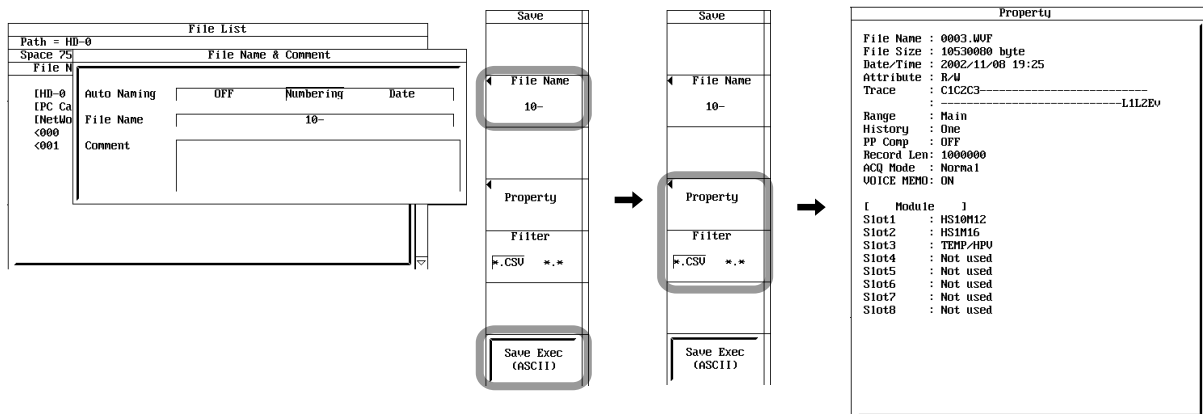 File List
Path = HD-0
Space 75
File N
[HD-0
[PC Ca
[NetWo
<000
<001
File Name & Comment
Auto Naming OFF Numbering Date
File Name 10-
Comment
Save
File Name
10-
Property
Filter
*.CSV *.*
Save Exec
(ASCII)
Save
File Name
10-
Property
Filter
*.CSV *.*
Save Exec
(ASCII)
Property
File Name : 0003.WVF
File Size : 10530080 byte
Date/Time : 2002/11/08 19:25
Attribute : R/W
Trace : C1C2C3--------------------------
: ----------------------------L1L2Ev
Range : Main
History : One
PP Comp : OFF
Record Len: 1000000
ACQ Mode : Normal
VOICE MEMO: ON
[ Module ]
Slot1 : HS10M12
Slot2 : HS1M16
Slot3 : TEMP/HPV
Slot4 : Not used
Slot5 : Not used
Slot6 : Not used
Slot7 : Not used
Slot8 : Not used